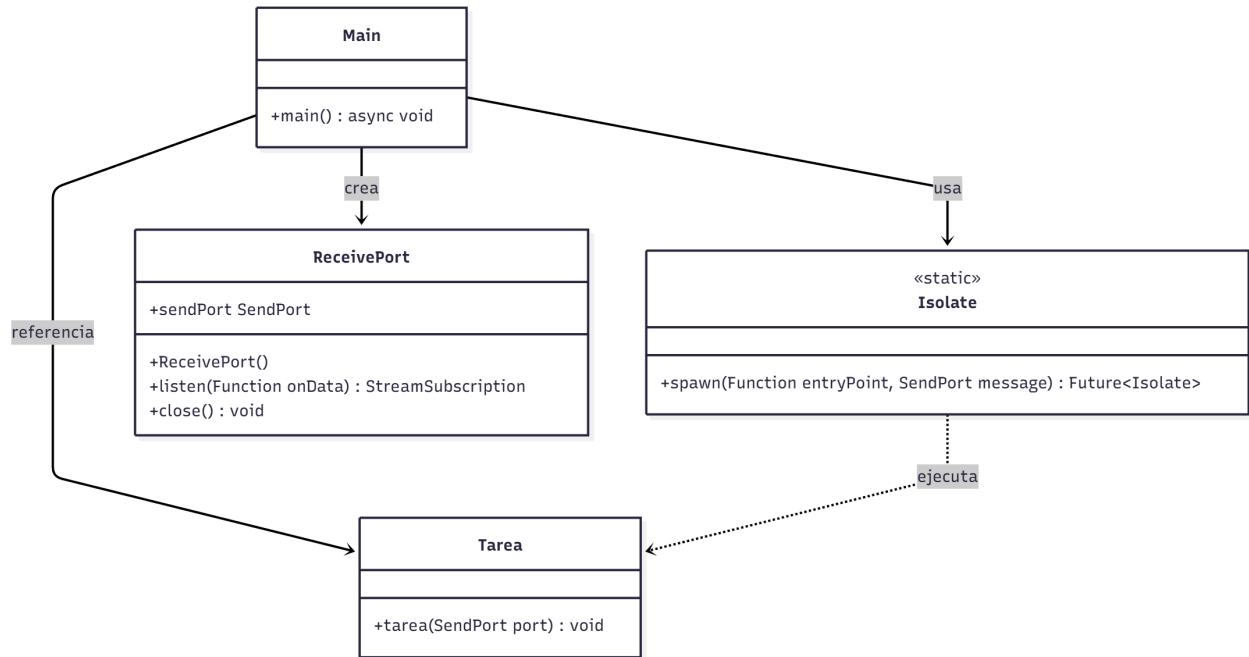 Main
+main() : async void
crea
usa
ReceivePort
+sendPort SendPort
+ReceivePort()
+listen(Function onData) : StreamSubscription
+close() : void
«static»
Isolate
+spawn(Function entryPoint, SendPort message) : Future<Isolate>
referencia
ejecuta
Tarea
+tarea(SendPort port) : void